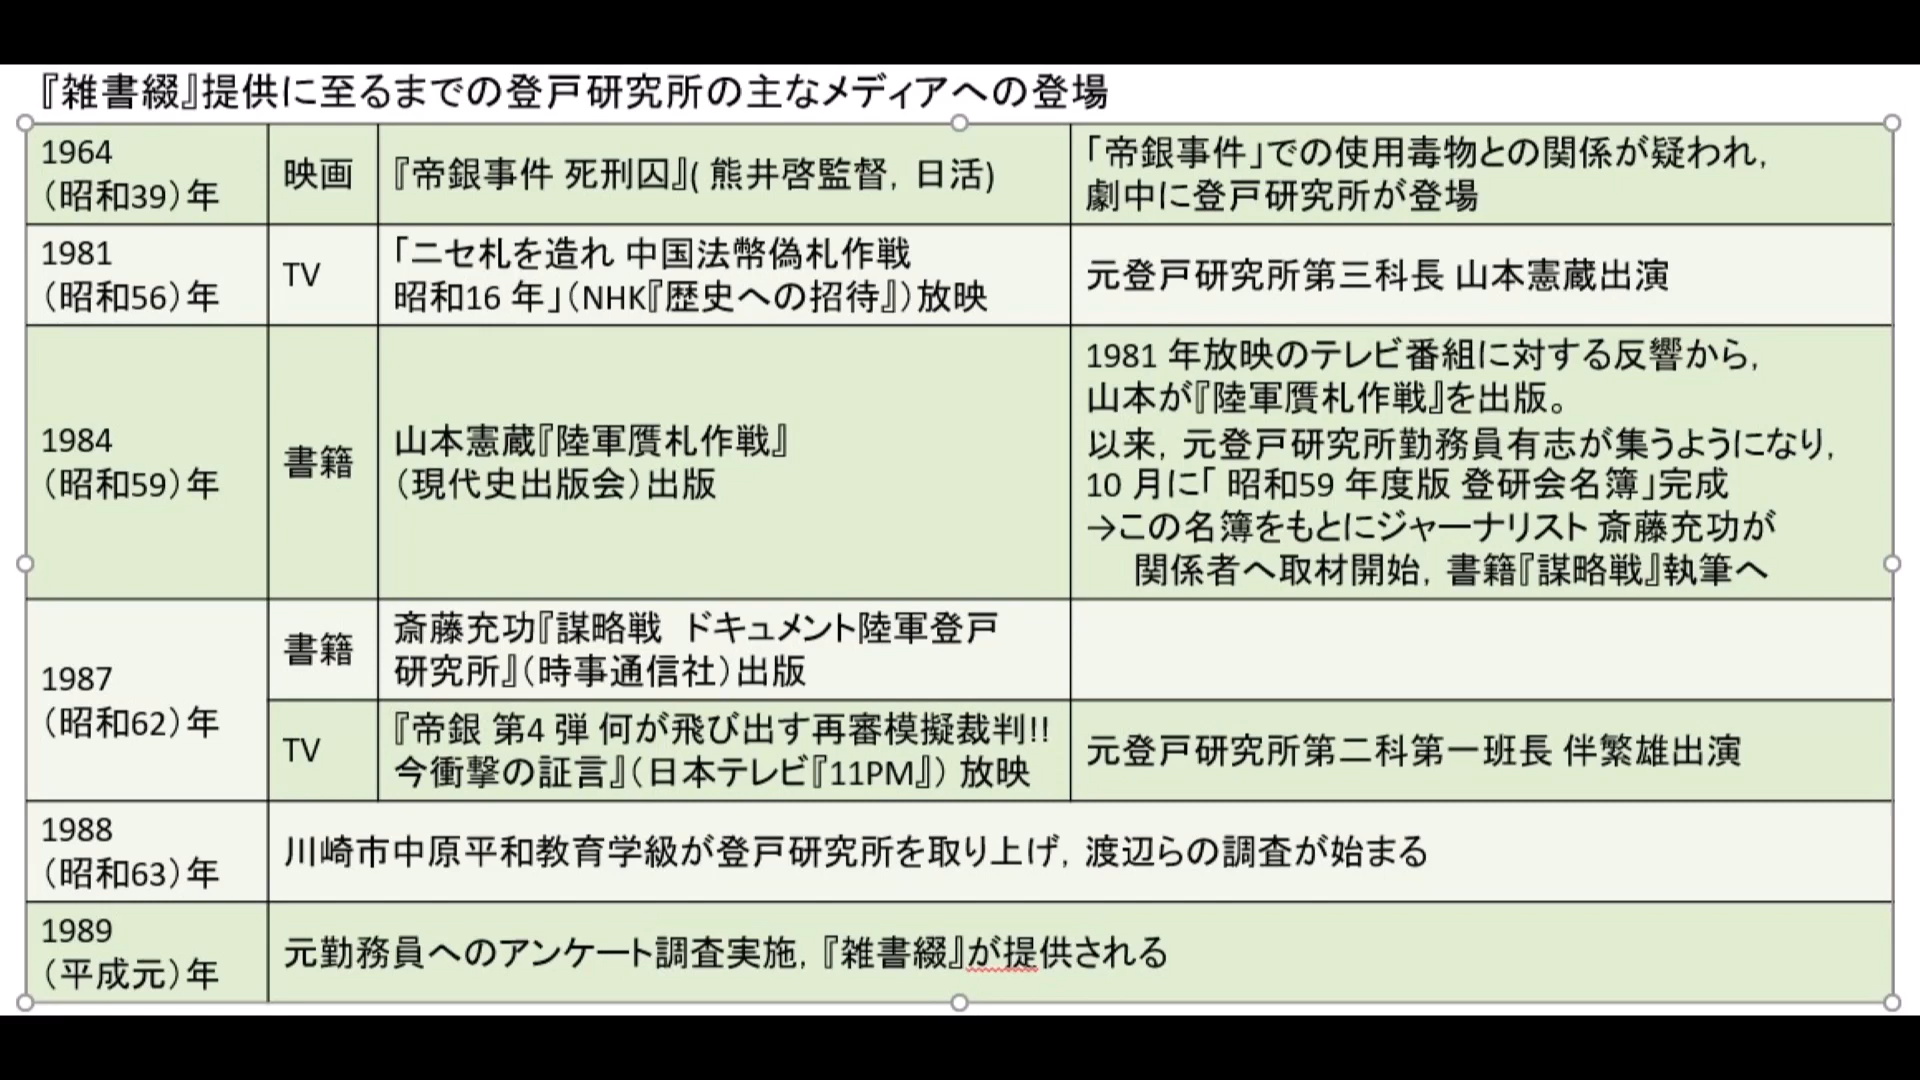 『雑書綴』提供に至るまでの登戸研究所の主なメディアへの登場
1964
（昭和39）年
映画
『帝銀事件 死刑囚』( 熊井啓監督，日活)
「帝銀事件」での使用毒物との関係が疑われ，
劇中に登戸研究所が登場
1981
（昭和56）年
TV
「ニセ札を造れ 中国法幣偽札作戦
昭和16 年」（NHK『歴史への招待』）放映
元登戸研究所第三科長 山本憲蔵出演
1984
（昭和59）年
書籍
山本憲蔵『陸軍贋札作戦』
（現代史出版会）出版
1981 年放映のテレビ番組に対する反響から，
山本が『陸軍贋札作戦』を出版。
以来，元登戸研究所勤務員有志が集うようになり，
10 月に「 昭和59 年度版 登研会名簿」完成
→この名簿をもとにジャーナリスト 斎藤充功が
関係者へ取材開始，書籍『謀略戦』執筆へ
1987
（昭和62）年
書籍
斎藤充功『謀略戦　ドキュメント陸軍登戸
研究所』（時事通信社）出版
TV
『帝銀 第4 弾 何が飛び出す再審模擬裁判!!
今衝撃の証言』（日本テレビ『11PM』） 放映
元登戸研究所第二科第一班長 伴繁雄出演
1988
（昭和63）年
川崎市中原平和教育学級が登戸研究所を取り上げ，渡辺らの調査が始まる
1989
（平成元）年
元勤務員へのアンケート調査実施，『雑書綴』が提供される